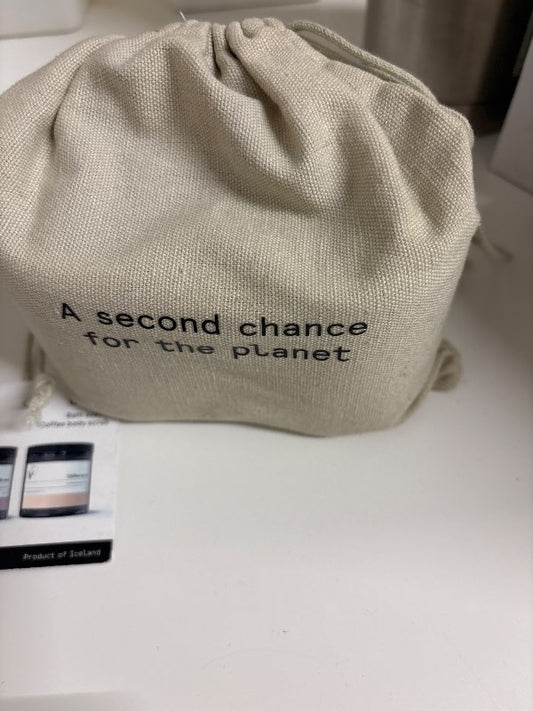 A second chance
for the planet
Coffee body scrub
Product of Iceland